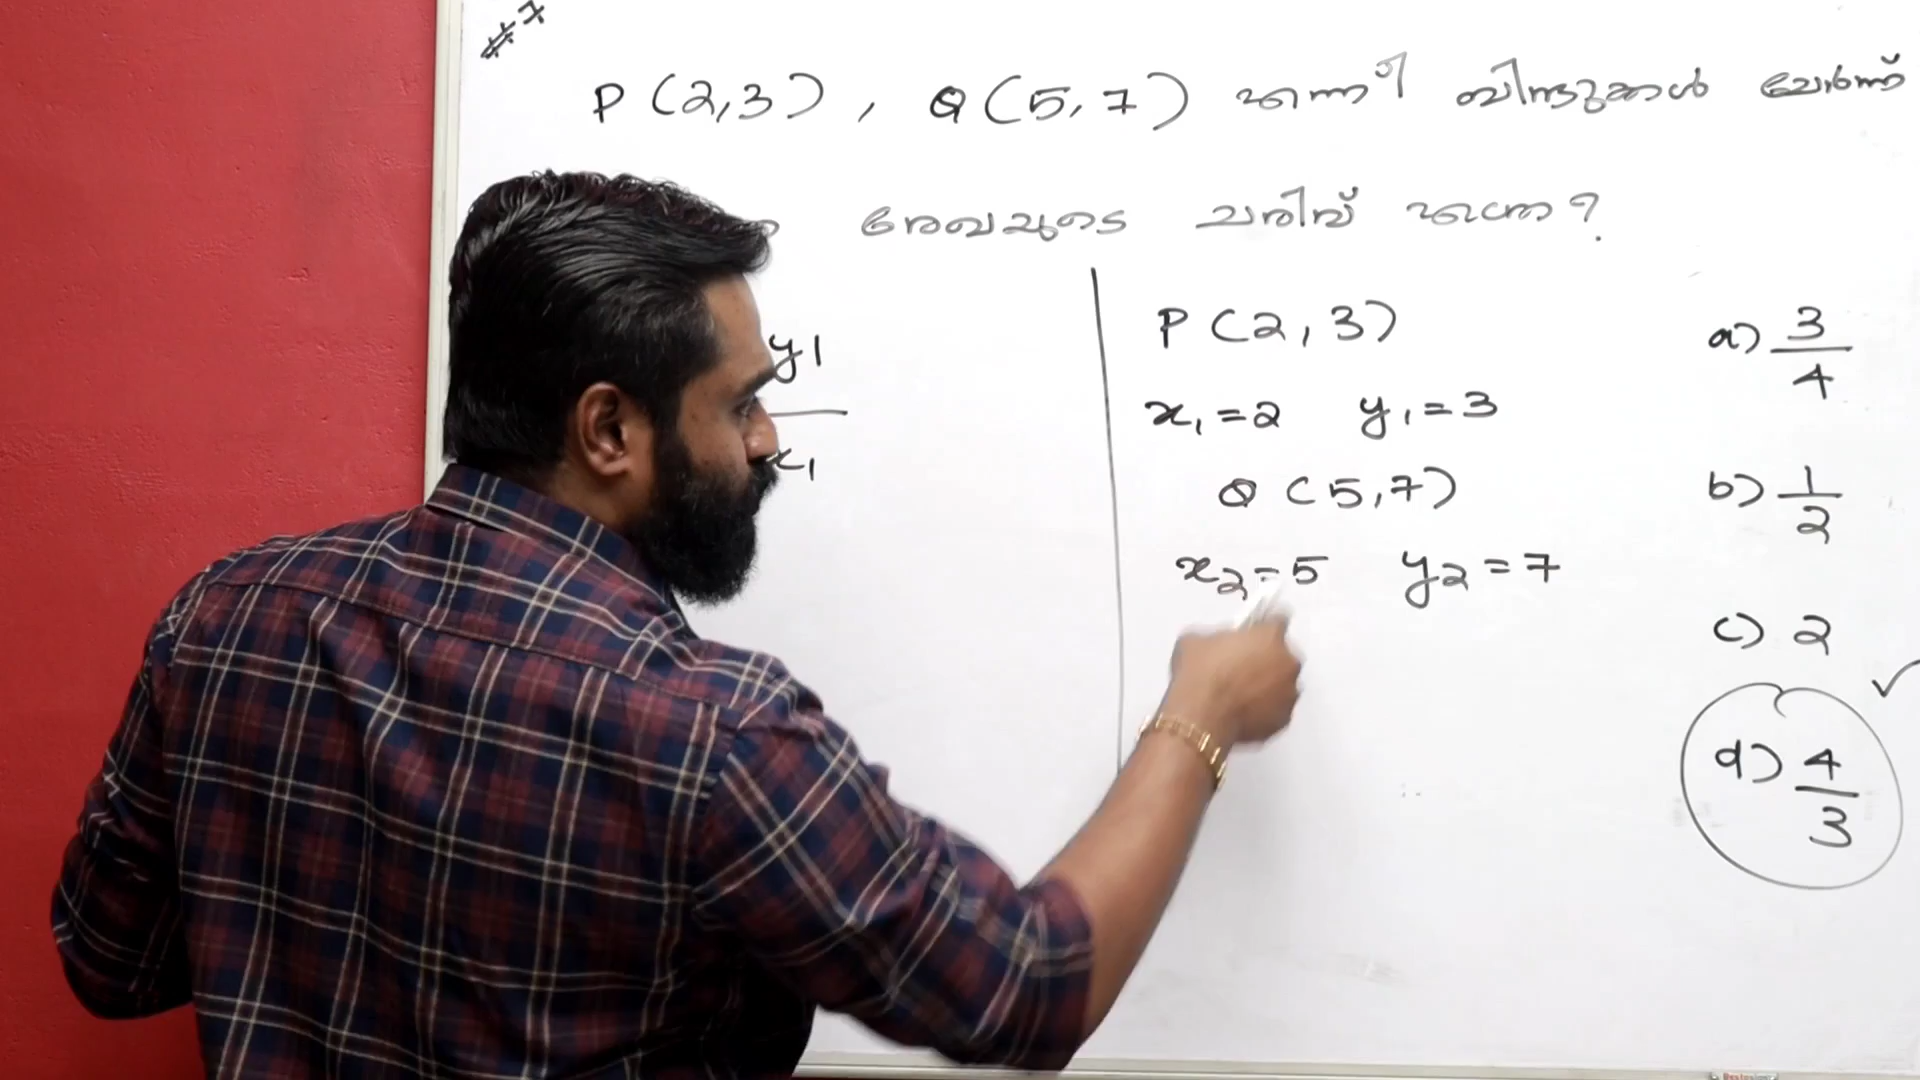 # 7
P (2,3) , Q (5,7) എന്നീ ബിന്ദുക്കൾ ചേർന്ന്
രേഖയുടെ ചരിവ് എത്ര?
y1
x1
P (2, 3)
x1 = 2 y1 = 3
Q (5,7)
x2 = 5 y2 = 7
a) 3/4
b) 1/2
c) 2
d) 4/3